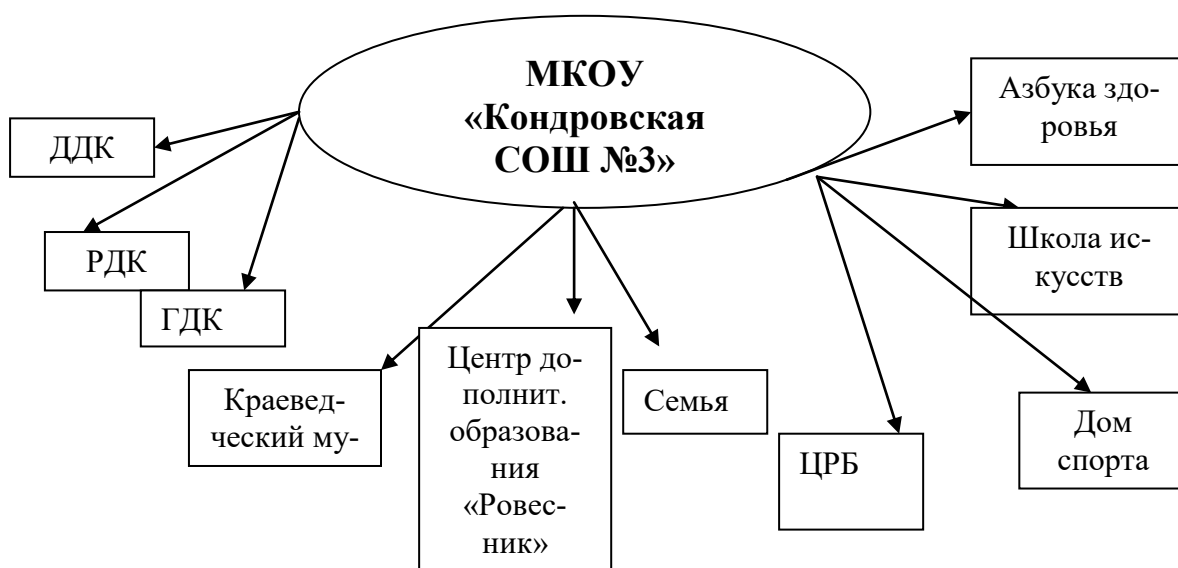 МКОУ
«Кондровская
СОШ №3»
Азбука здо-
ровья
ДДК
Школа ис-
кусств
РДК
ГДК
Центр до-
полнит.
образова-
ния
«Ровес-
ник»
Краевед-
ческий му-
Семья
ЦРБ
Дом
спорта